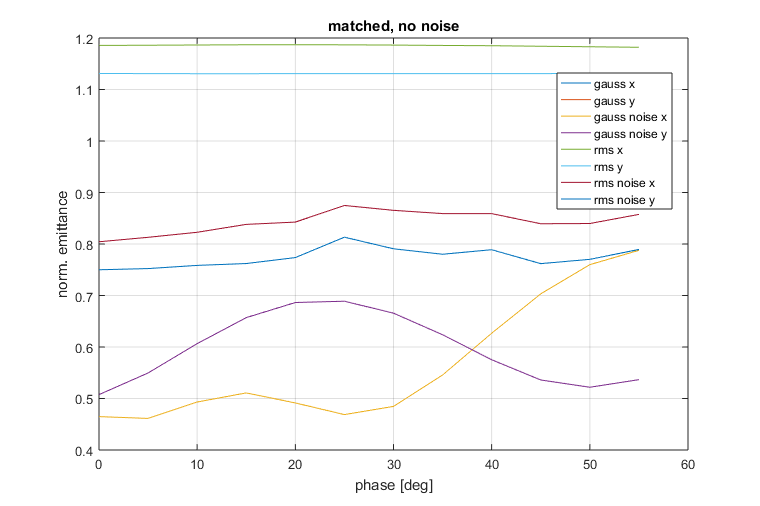 matched, no noise
1.2
1.1
1
0.9
0.8
0.7
0.6
0.5
0.4
norm. emittance
gauss x
gauss y
gauss noise x
gauss noise y
rms x
rms y
rms noise x
rms noise y
0
10
20
30
40
50
60
phase [deg]